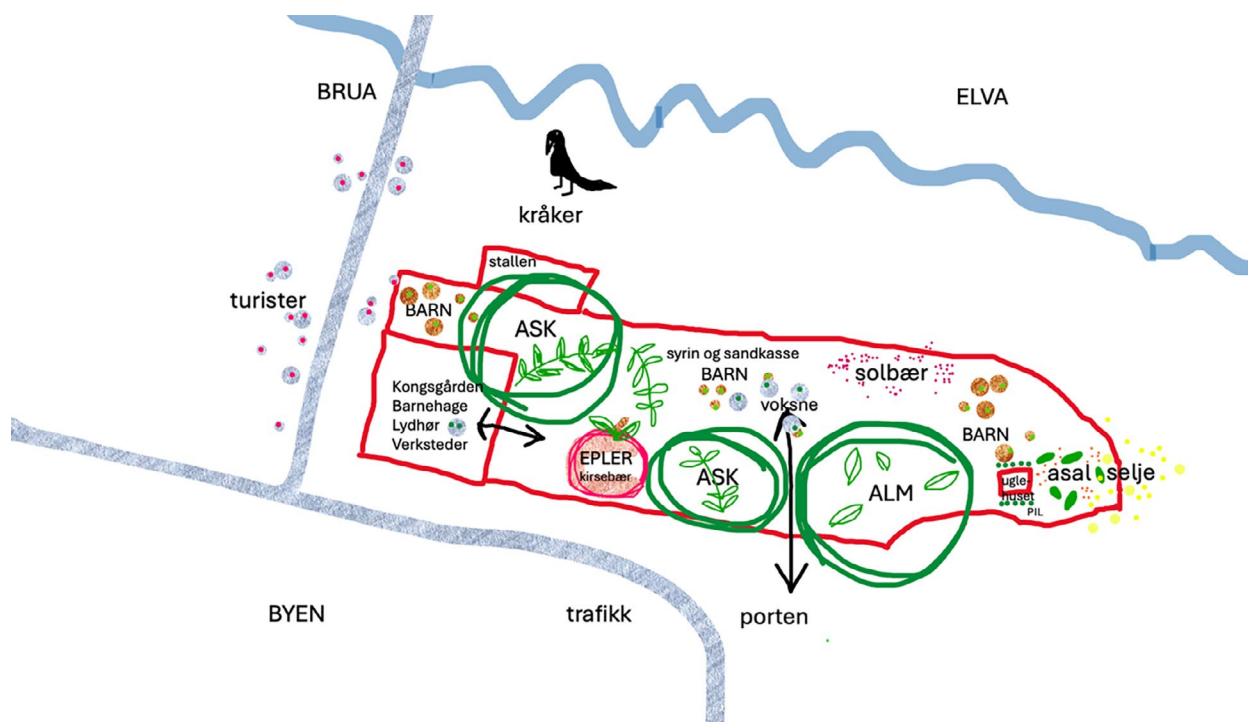 BRUA
ELVA
kråker
stallen
turister
BARN
ASK
syrin og sandkasse
BARN
solbær
voksne
Kongsgården
Barnehage
Lydhør
Verksteder
BARN
EPLER
kirsebær
ASK
ALM
ugle-
huset
asal
selje
PIL
BYEN
trafikk
porten